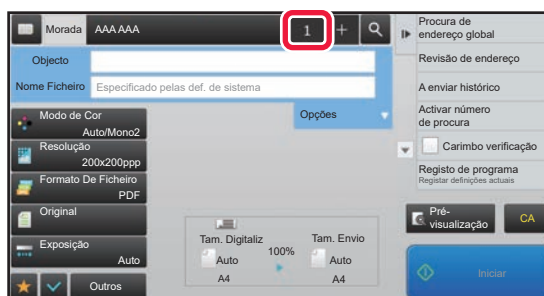 Morada AAA AAA 1 +
Objecto
Nome Ficheiro Especificado pelas def. de sistema
Opções
Modo de Cor
Auto/Mono2
Resolução
200x200ppp
Formato De Ficheiro
PDF
Original
Exposição
Auto
Outros
Tam. Digitaliz
100%
Tam. Envio
Auto
Auto
A4
A4
Procura de
endereço global
Revisão de endereço
A enviar histórico
Activar número
de procura
Carimbo verificação
Registo de programa
Registar definições actuais
Pré-
visualização
CA
Iniciar